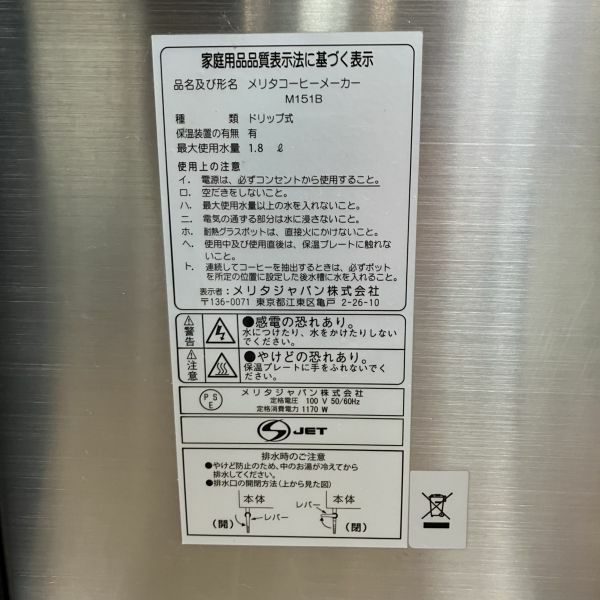 家庭用品品質表示法に基づく表示
品名及び形名 メリタコーヒーメーカー
M151B
種類 ドリップ式
保温装置の有無 有
最大使用水量 1.8ℓ
使用上の注意
イ. 電源は、必ずコンセントから使用すること。
ロ. 空だきをしないこと。
ハ. 最大使用水量以上の水を入れないこと。
ニ. 電気の通ずる部分は水に浸さないこと。
ホ. 耐熱グラスポットは、直接火にかけないこと。
ヘ. 使用中及び使用直後は、保温プレートに触れな
いこと。
ト. 連続してコーヒーを抽出するときは、必ずポット
を所定の位置に設定した後水槽に水を入れること。
表示者：メリタジャパン株式会社
〒136-0071 東京都江東区亀戸 2-26-10
警告
●感電の恐れあり。
水につけたり、水をかけたりしない
でください。
注意
●やけどの恐れあり。
保温プレートに手をふれないでく
ださい。
PSE
メリタジャパン株式会社
定格電圧 100 V 50/60Hz
定格消費電力 1170 W
JET
排水時のご注意
●やけど防止のため、中のお湯が冷えてから
排水してください。
●排水口の開閉方法(上から見た図)
本体 レバー 本体
(開) レバー (閉)